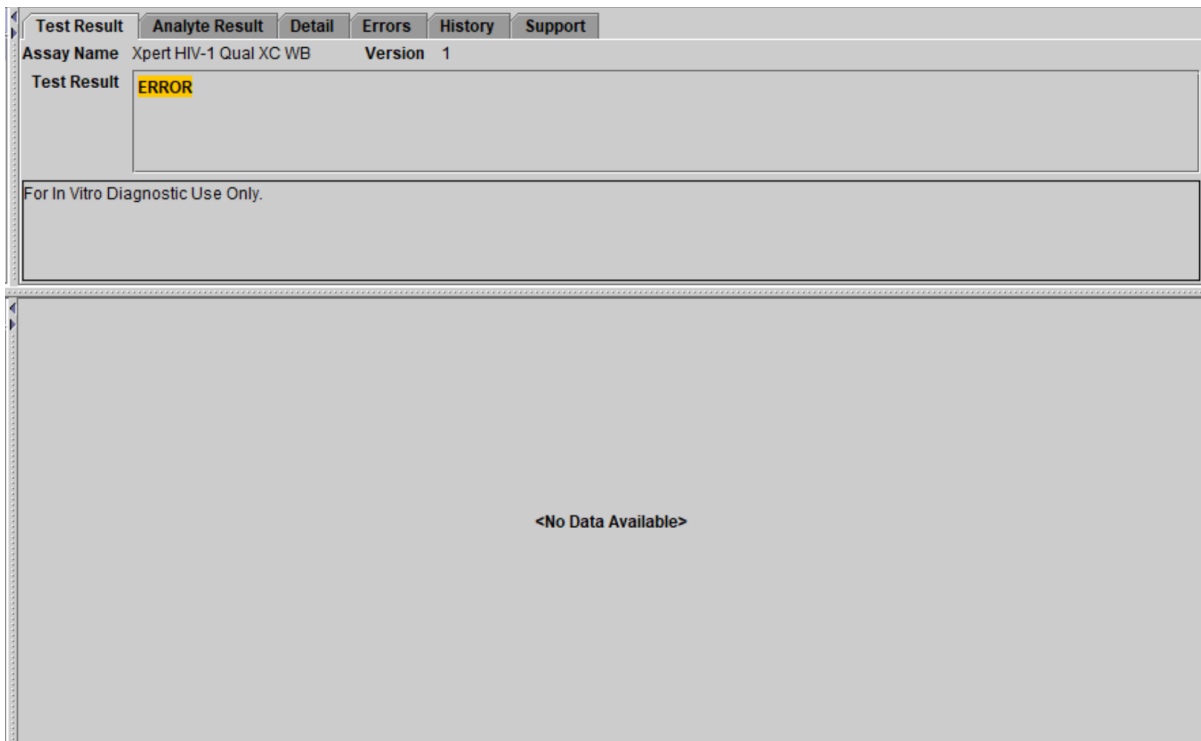 Test Result Analyte Result Detail Errors History Support
Assay Name Xpert HIV-1 Qual XC WB Version 1
Test Result ERROR
For In Vitro Diagnostic Use Only.
<No Data Available>